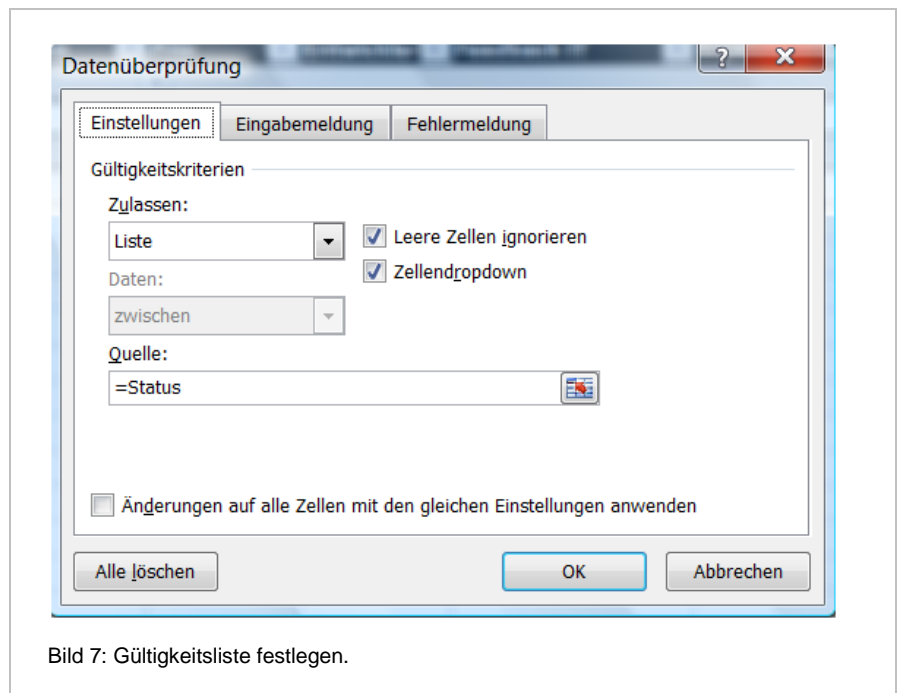 Datenüberprüfung
?
Einstellungen Eingabemeldung Fehlermeldung
Gültigkeitskriterien
Zulassen:
Liste
Leere Zellen ignorieren
Daten:
Zellendropdown
zwischen
Quelle:
=Status
Änderungen auf alle Zellen mit den gleichen Einstellungen anwenden
Alle löschen OK Abbrechen
Bild 7: Gültigkeitsliste festlegen.